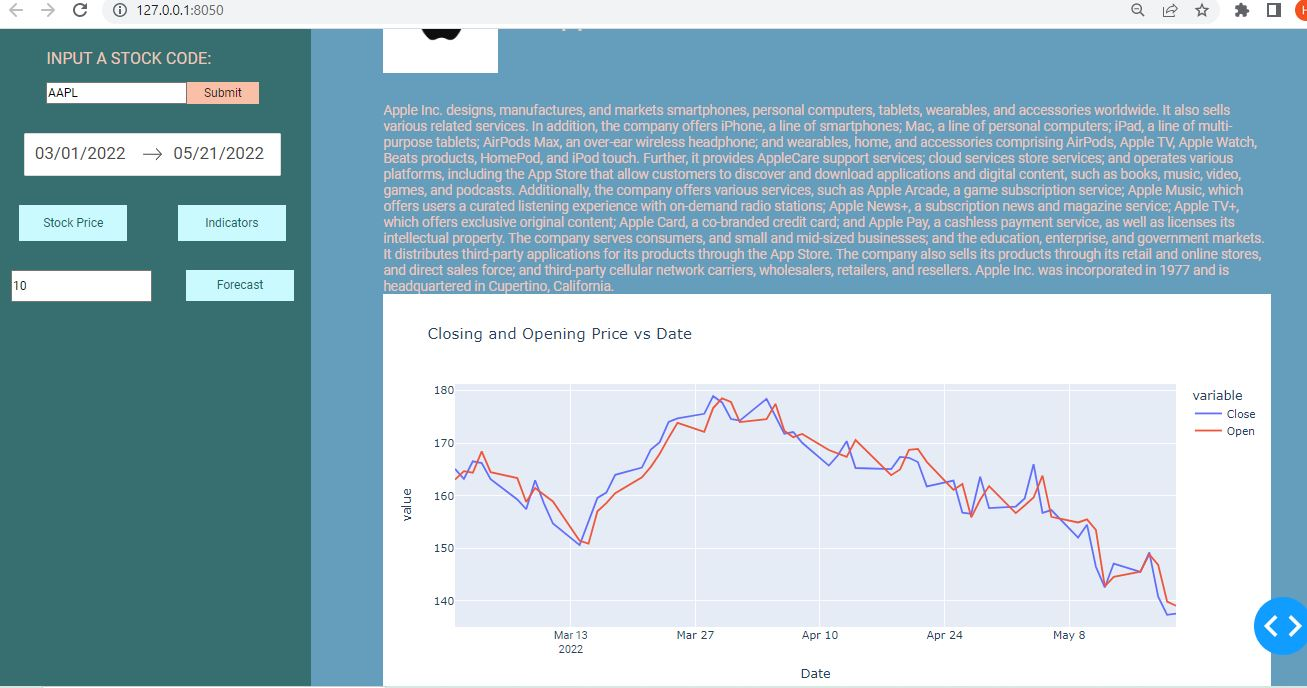 127.0.0.1:8050
INPUT A STOCK CODE:
AAPL Submit
03/01/2022 → 05/21/2022
Stock Price Indicators
10 Forecast
Apple Inc. designs, manufactures, and markets smartphones, personal computers, tablets, wearables, and accessories worldwide. It also sells
various related services. In addition, the company offers iPhone, a line of smartphones; Mac, a line of personal computers; iPad, a line of multi-
purpose tablets; AirPods Max, an over-ear wireless headphone; and wearables, home, and accessories comprising AirPods, Apple TV, Apple Watch,
Beats products, HomePod, and iPod touch. Further, it provides AppleCare support services; cloud services store services; and operates various
platforms, including the App Store that allow customers to discover and download applications and digital content, such as books, music, video,
games, and podcasts. Additionally, the company offers various services, such as Apple Arcade, a game subscription service; Apple Music, which
offers users a curated listening experience with on-demand radio stations; Apple News+, a subscription news and magazine service; Apple TV+,
which offers exclusive original content; Apple Card, a co-branded credit card; and Apple Pay, a cashless payment service, as well as licenses its
intellectual property. The company serves consumers, and small and mid-sized businesses; and the education, enterprise, and government markets.
It distributes third-party applications for its products through the App Store. The company also sells its products through its retail and online stores,
and direct sales force; and third-party cellular network carriers, wholesalers, retailers, and resellers. Apple Inc. was incorporated in 1977 and is
headquartered in Cupertino, California.
Closing and Opening Price vs Date
180
170
160
150
140
value
Mar 13 Mar 27 Apr 10 Apr 24 May 8
2022
Date
variable
Close
Open